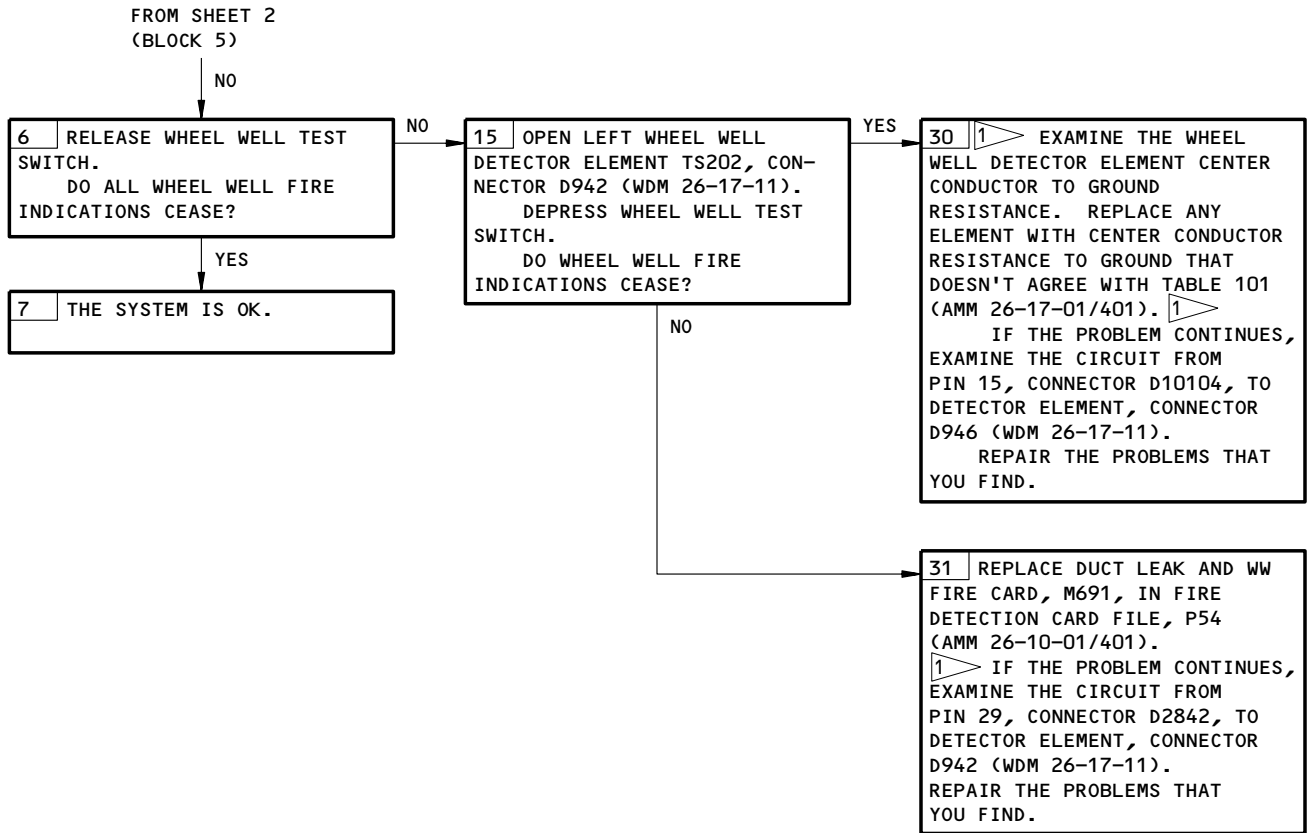 FROM SHEET 2
(BLOCK 5)
NO
6 RELEASE WHEEL WELL TEST
SWITCH.
DO ALL WHEEL WELL FIRE
INDICATIONS CEASE?
NO
YES
7 THE SYSTEM IS OK.
15 OPEN LEFT WHEEL WELL
DETECTOR ELEMENT TS202, CON-
NECTOR D942 (WDM 26-17-11).
DEPRESS WHEEL WELL TEST
SWITCH.
DO WHEEL WELL FIRE
INDICATIONS CEASE?
YES
NO
30 1 EXAMINE THE WHEEL
WELL DETECTOR ELEMENT CENTER
CONDUCTOR TO GROUND
RESISTANCE. REPLACE ANY
ELEMENT WITH CENTER CONDUCTOR
RESISTANCE TO GROUND THAT
DOESN'T AGREE WITH TABLE 101
(AMM 26-17-01/401). 1
IF THE PROBLEM CONTINUES,
EXAMINE THE CIRCUIT FROM
PIN 15, CONNECTOR D10104, TO
DETECTOR ELEMENT, CONNECTOR
D946 (WDM 26-17-11).
REPAIR THE PROBLEMS THAT
YOU FIND.
31 REPLACE DUCT LEAK AND WW
FIRE CARD, M691, IN FIRE
DETECTION CARD FILE, P54
(AMM 26-10-01/401).
1 IF THE PROBLEM CONTINUES,
EXAMINE THE CIRCUIT FROM
PIN 29, CONNECTOR D2842, TO
DETECTOR ELEMENT, CONNECTOR
D942 (WDM 26-17-11).
REPAIR THE PROBLEMS THAT
YOU FIND.